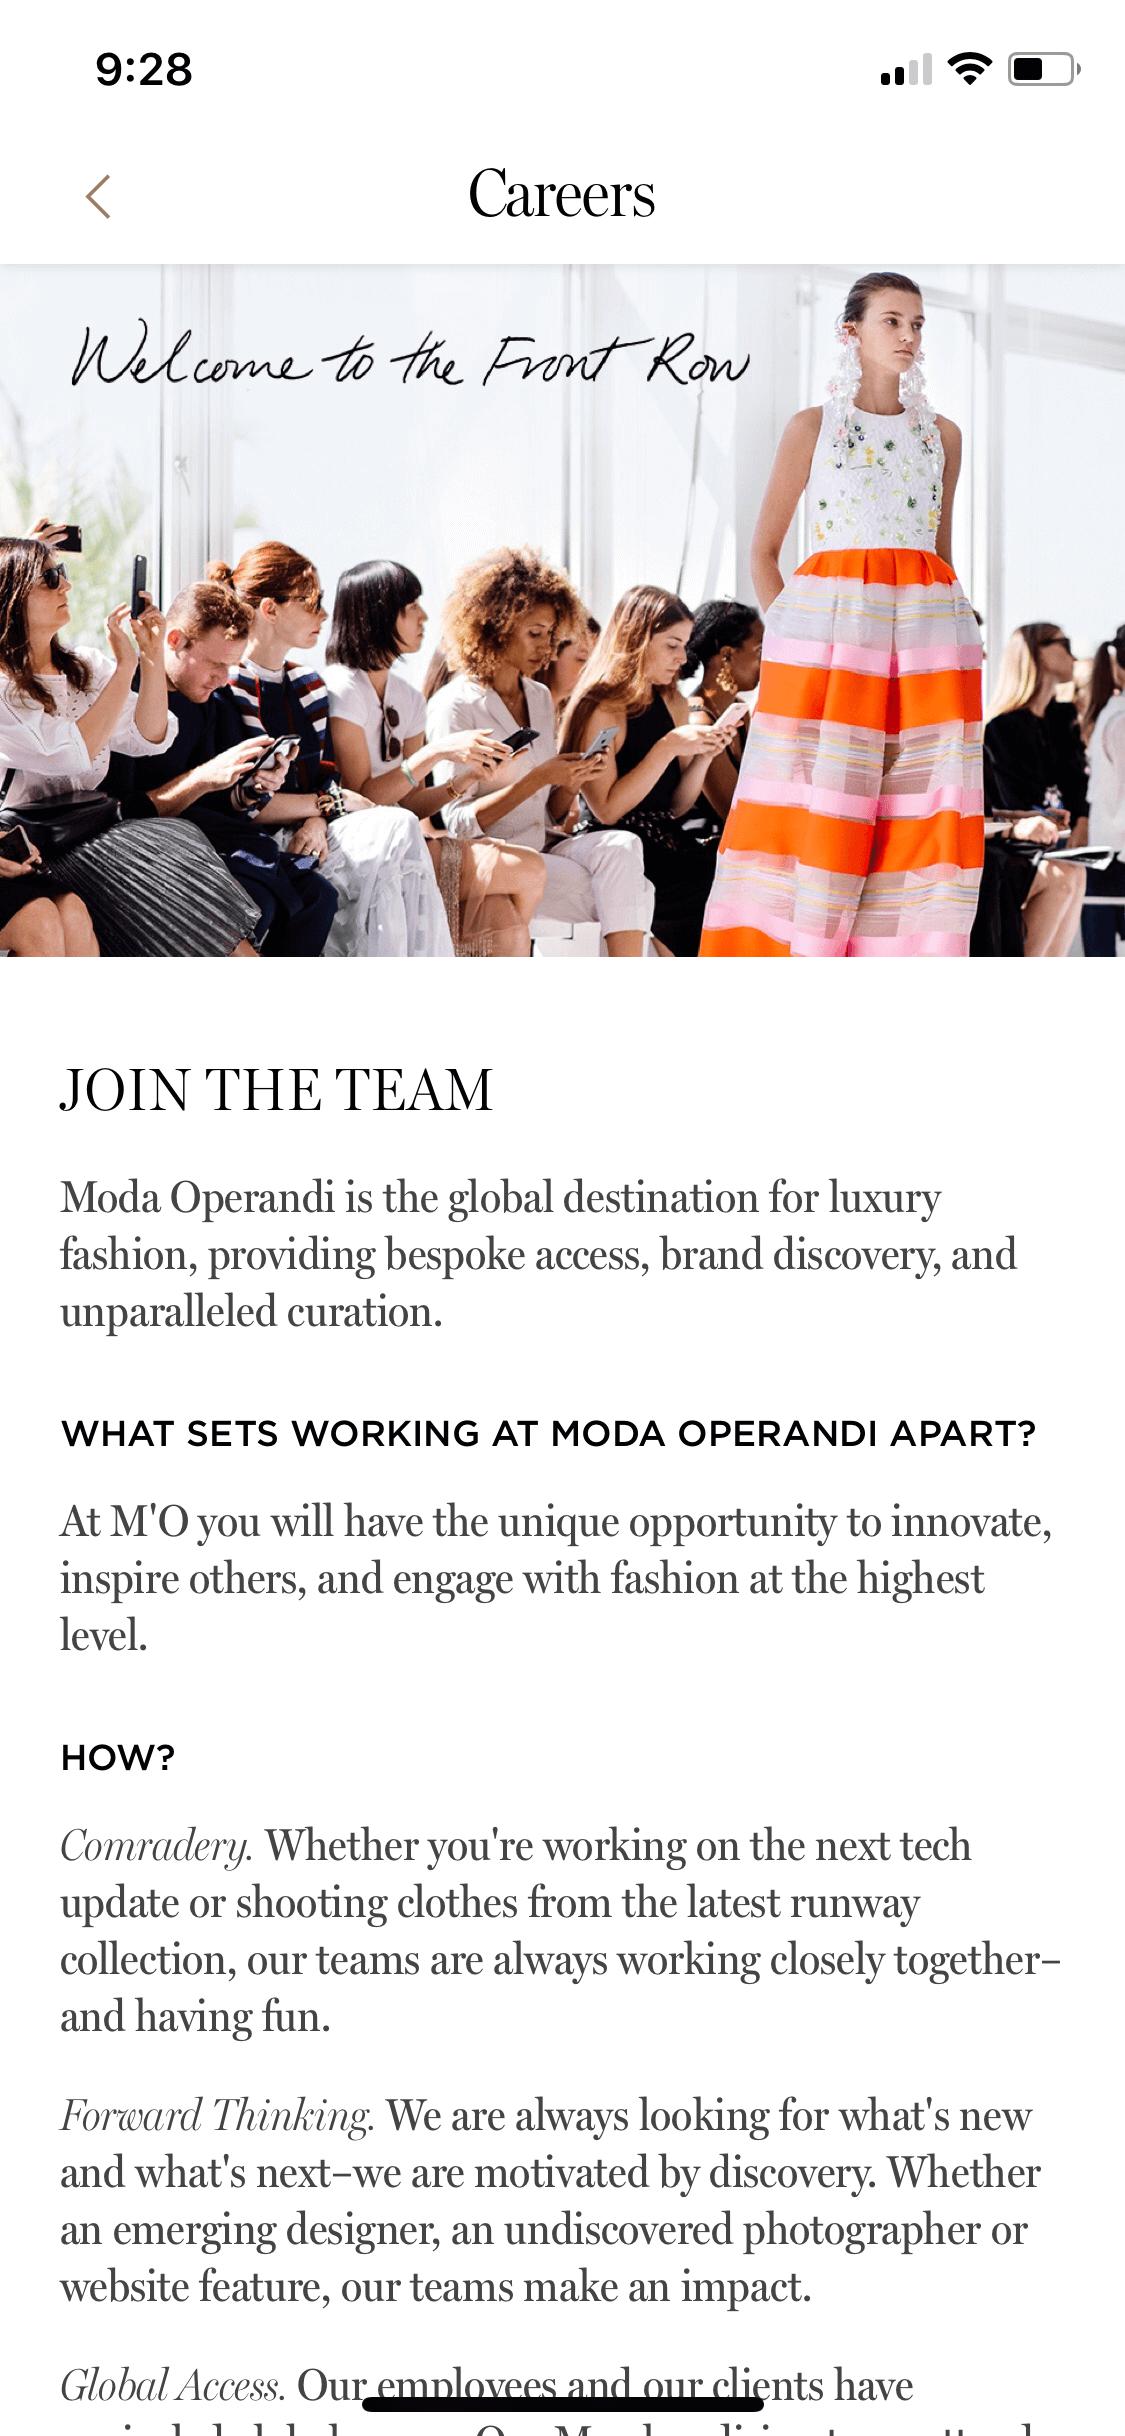 9:28
Careers
Welcome to the Front Row
JOIN THE TEAM
Moda Operandi is the global destination for luxury
fashion, providing bespoke access, brand discovery, and
unparalleled curation.
WHAT SETS WORKING AT MODA OPERANDI APART?
At M'O you will have the unique opportunity to innovate,
inspire others, and engage with fashion at the highest
level.
HOW?
Comradery. Whether you're working on the next tech
update or shooting clothes from the latest runway
collection, our teams are always working closely together–
and having fun.
Forward Thinking. We are always looking for what's new
and what's next–we are motivated by discovery. Whether
an emerging designer, an undiscovered photographer or
website feature, our teams make an impact.
Global Access. Our employees and our clients have